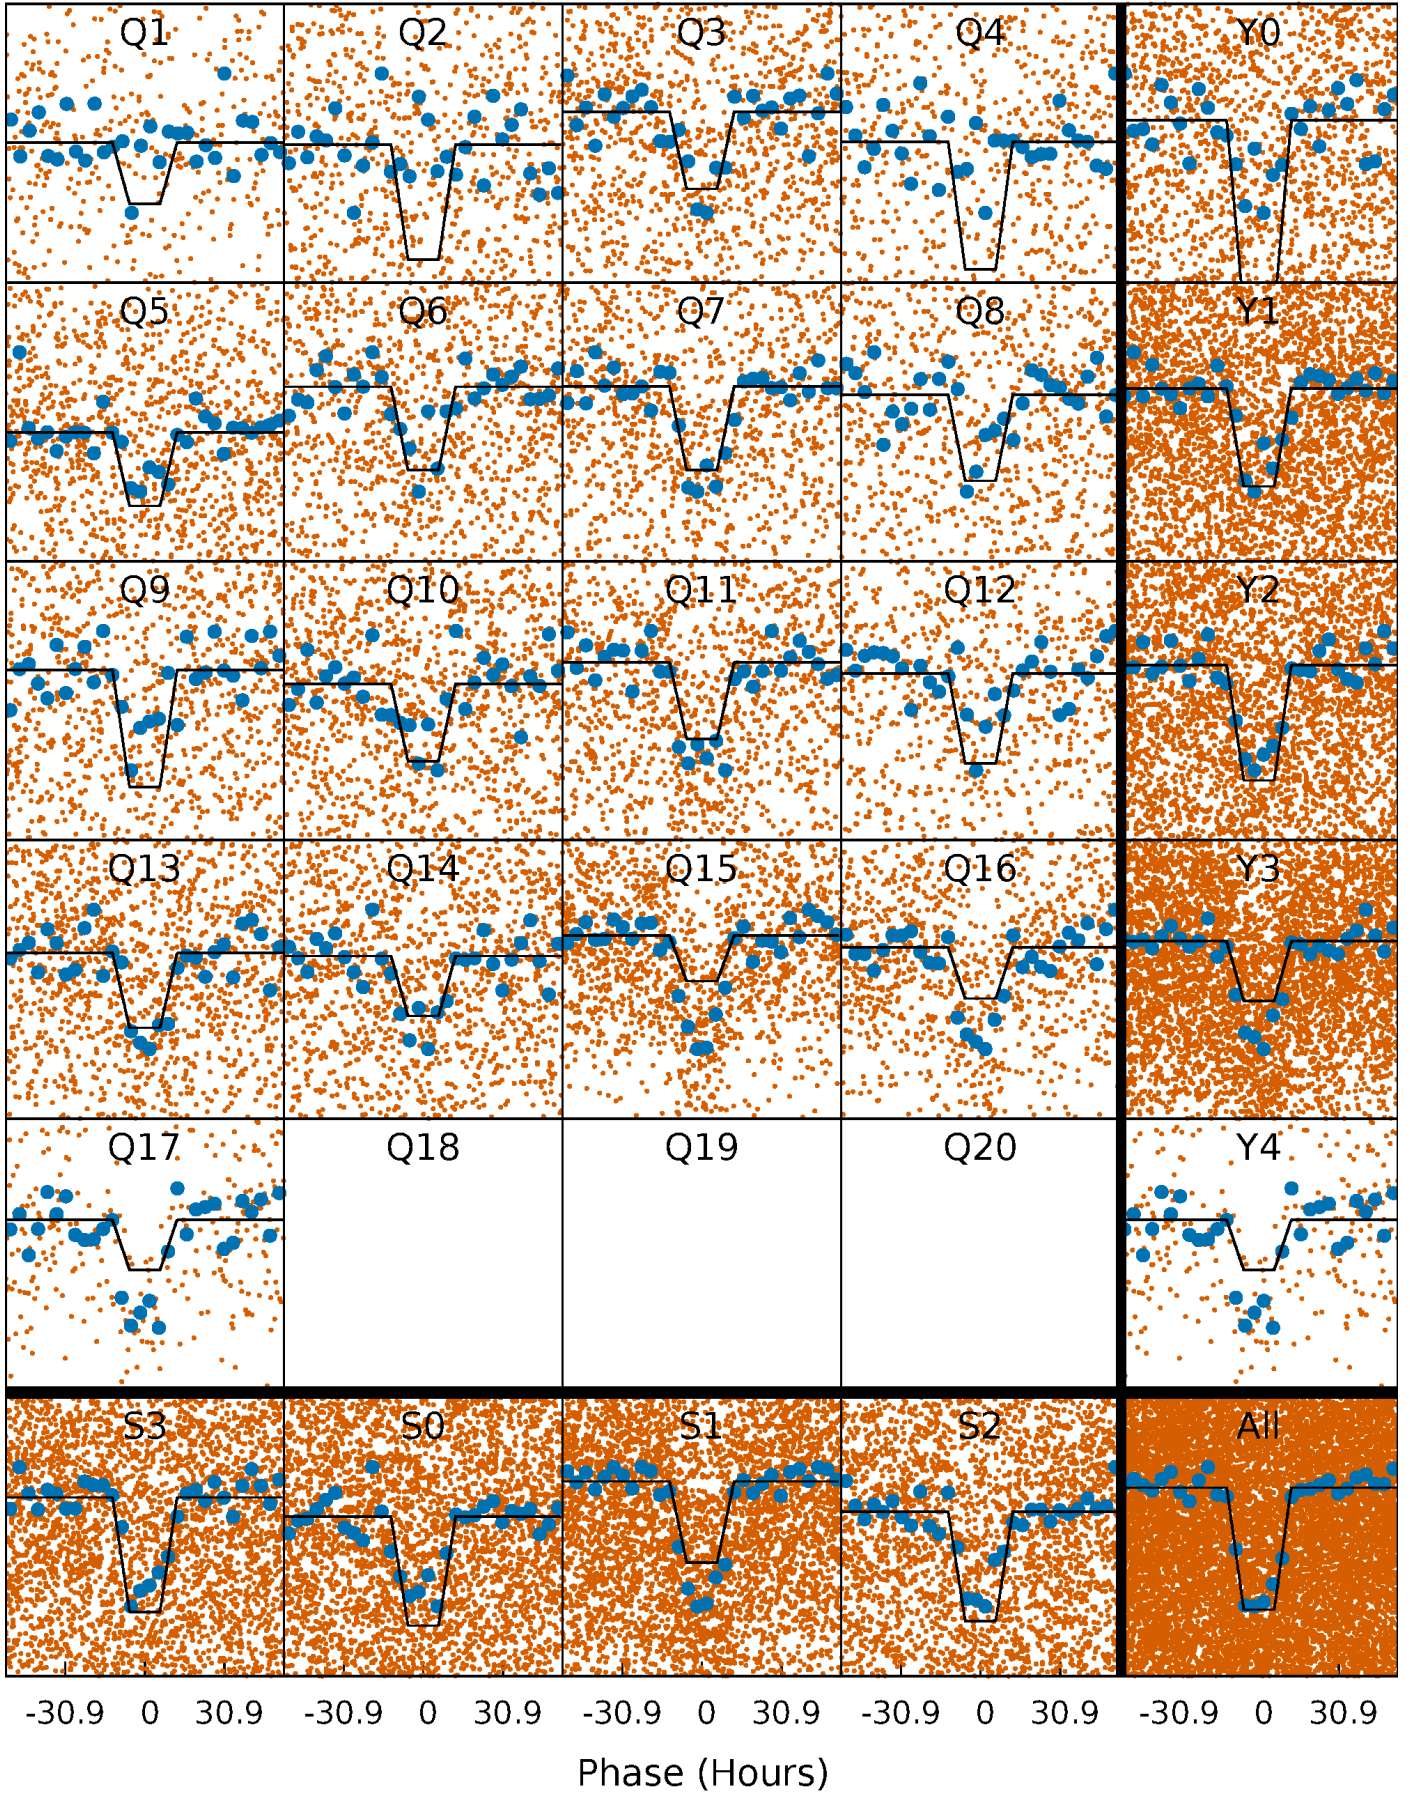 Q1 Q2 Q3 Q4 Y0
Q5 Q6 Q7 Q8 Y1
Q9 Q10 Q11 Q12 Y2
Q13 Q14 Q15 Q16 Y3
Q17 Q18 Q19 Q20 Y4
S3 S0 S1 S2 All
-30.9 0 30.9 -30.9 0 30.9 -30.9 0 30.9 -30.9 0 30.9 -30.9 0 30.9
Phase (Hours)